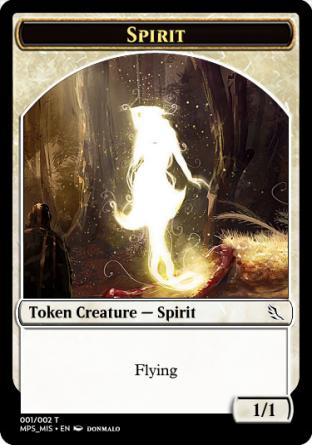 Spirit
Token Creature — Spirit
Flying
1/1
001/002 T
MPS_MIS • EN DONMALO